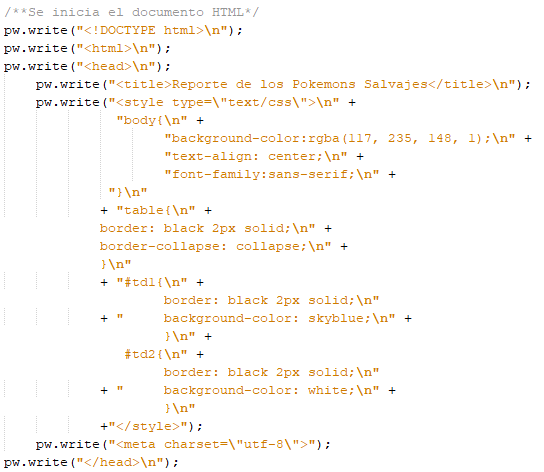 /**Se inicia el documento HTML*/
pw.write("<!DOCTYPE html>\n");
pw.write("<html>\n");
pw.write("<head>\n");
    pw.write("<title>Reporte de los Pokemons Salvajes</title>\n");
    pw.write("<style type=\"text/css\">\n" +
              "body{\n" +
                    "background-color:rgba(117, 235, 148, 1);\n" +
                    "text-align: center;\n" +
                    "font-family:sans-serif;\n" +
             "}\n"
            + "table{\n" +
            border: black 2px solid;\n" +
            border-collapse: collapse;\n" +
            }\n"
            + "#td1{\n" +
                    border: black 2px solid;\n"
            + "     background-color: skyblue;\n" +
                    }\n" +
               #td2{\n" +
                    border: black 2px solid;\n"
            + "     background-color: white;\n" +
                    }\n"
            +"</style>");
    pw.write("<meta charset=\"utf-8\">");
pw.write("</head>\n");